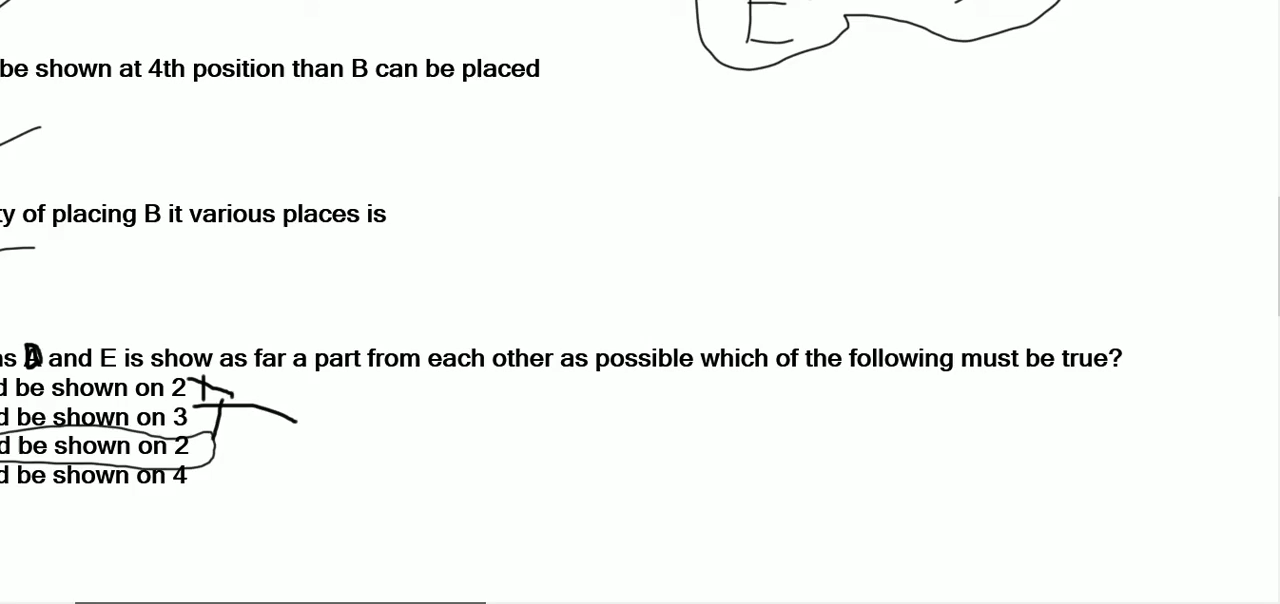 E
be shown at 4th position than B can be placed
ty of placing B it various places is
as D and E is show as far a part from each other as possible which of the following must be true?
d be shown on 2
d be shown on 3
d be shown on 2
d be shown on 4